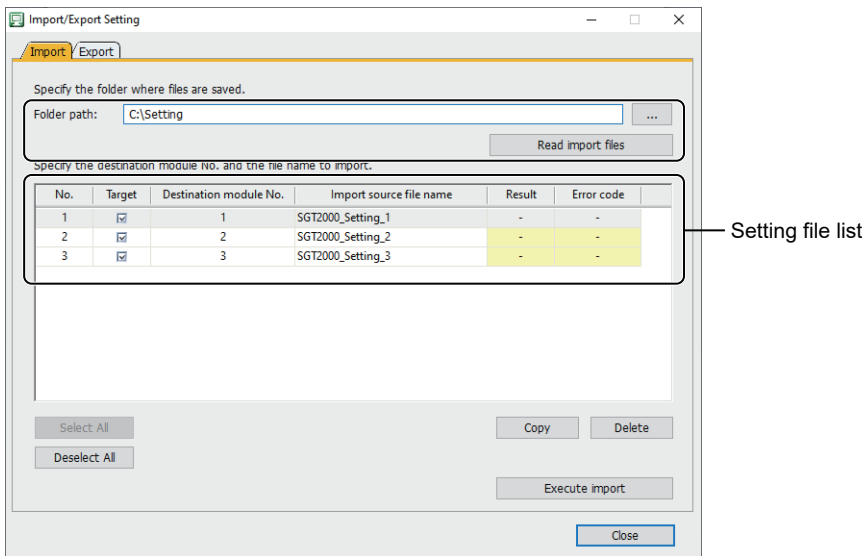 Import/Export Setting
Import Export
Specify the folder where files are saved.
Folder path: C:\Setting ...
Read import files
Specify the destination module No. and the file name to import.
No. Target Destination module No. Import source file name Result Error code
1 1 SGT2000_Setting_1 - -
2 2 SGT2000_Setting_2 - -
3 3 SGT2000_Setting_3 - -
Setting file list
Select All Copy Delete
Deselect All
Execute import
Close